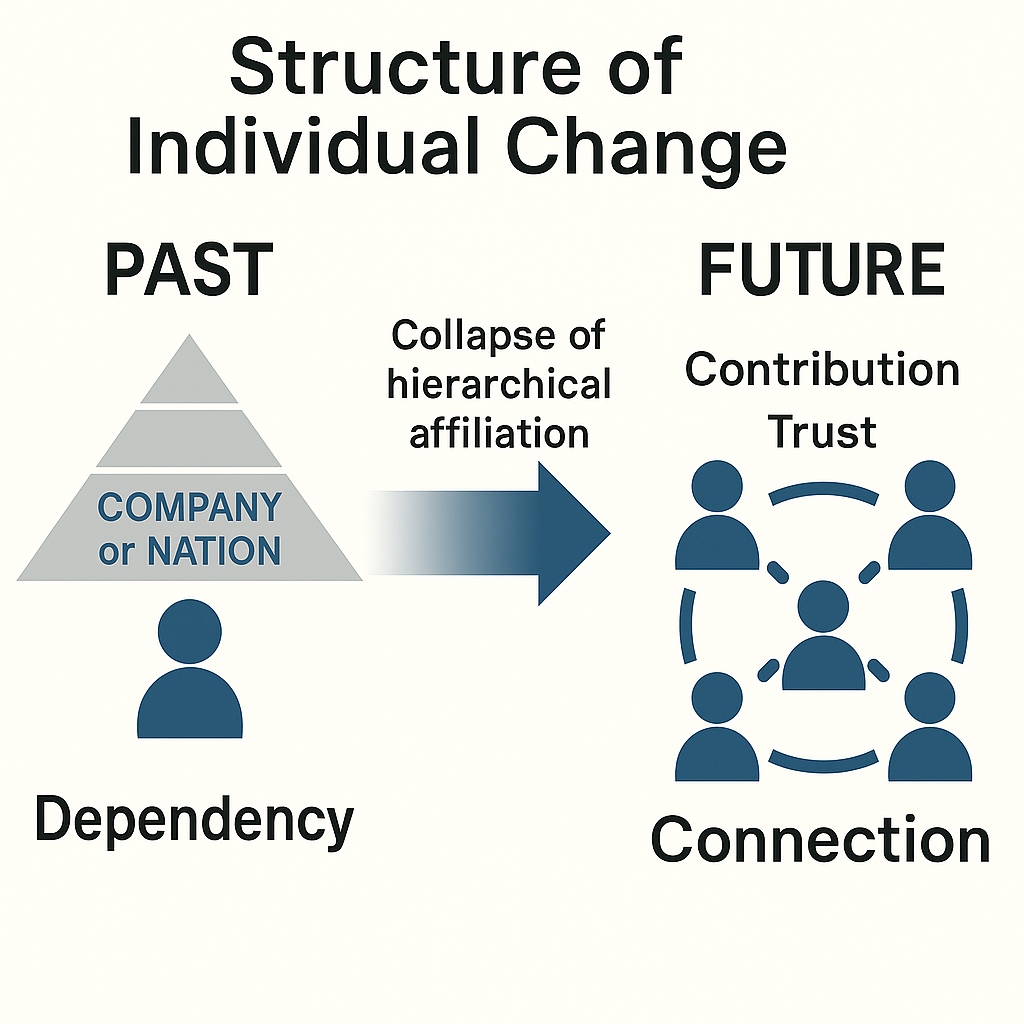 Structure of
Individual Change
PAST
COMPANY
or NATION
Dependency
Collapse of
hierarchical
affiliation
FUTURE
Contribution
Trust
Connection